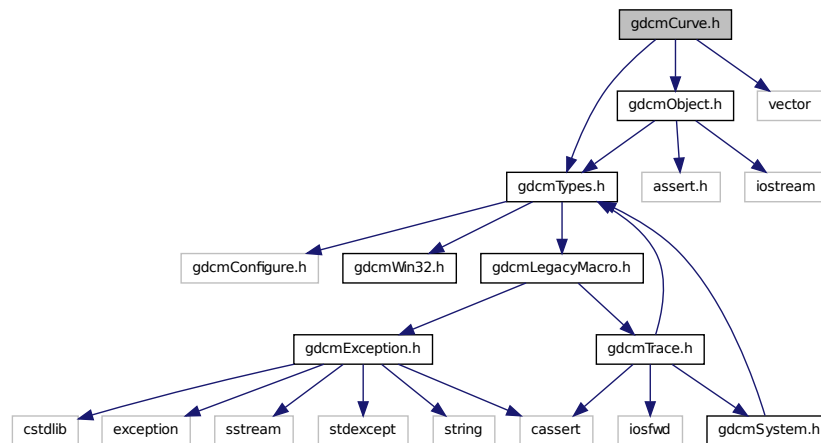 gdcmCurve.h
gdcmObject.h
vector
gdcmTypes.h
assert.h
iostream
gdcmConfigure.h
gdcmWin32.h
gdcmLegacyMacro.h
gdcmException.h
gdcmTrace.h
cstdlib
exception
sstream
stdexcept
string
cassert
iosfwd
gdcmSystem.h